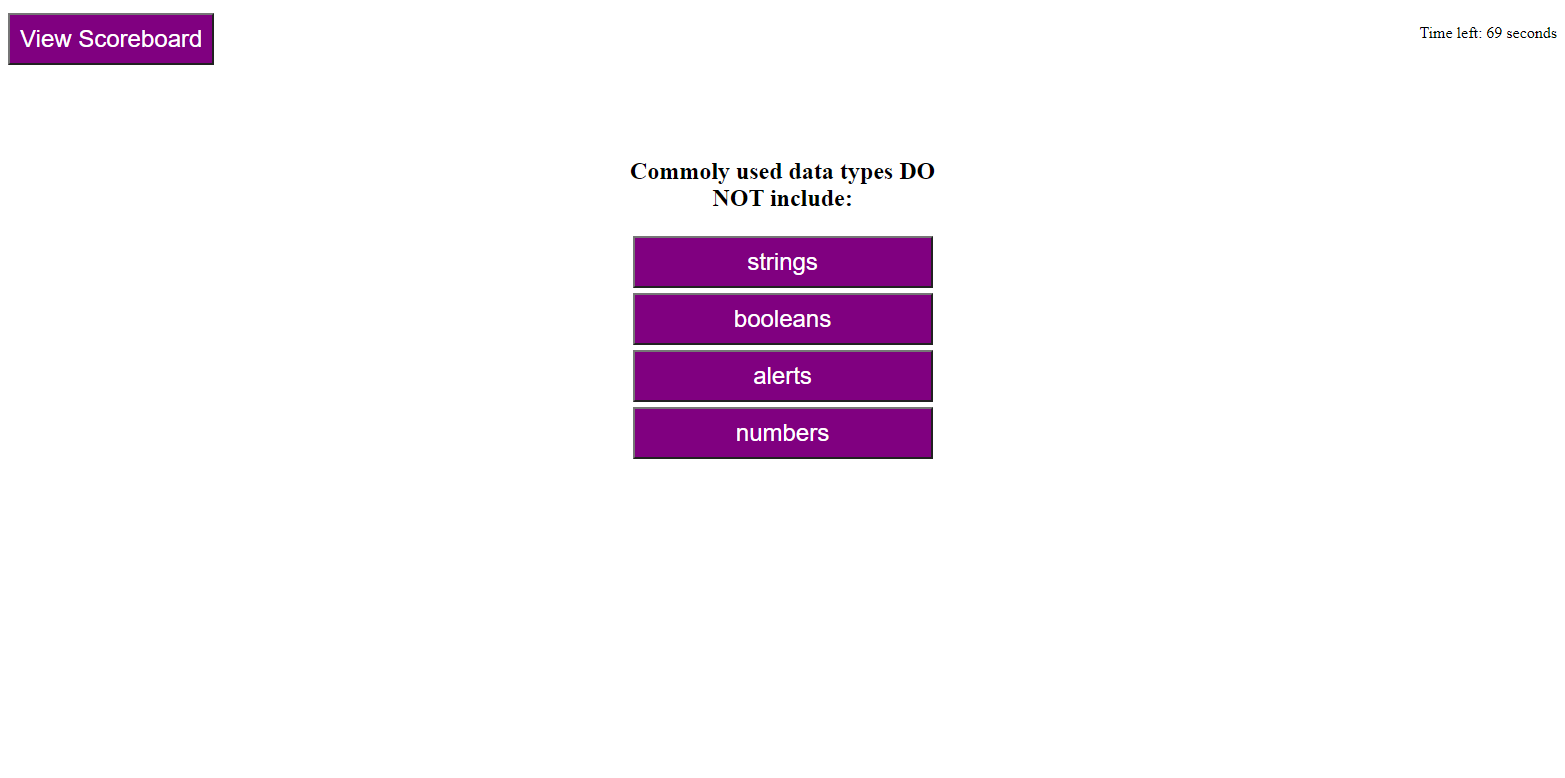 View Scoreboard
Time left: 69 seconds
Commoly used data types DO
NOT include:
strings
booleans
alerts
numbers